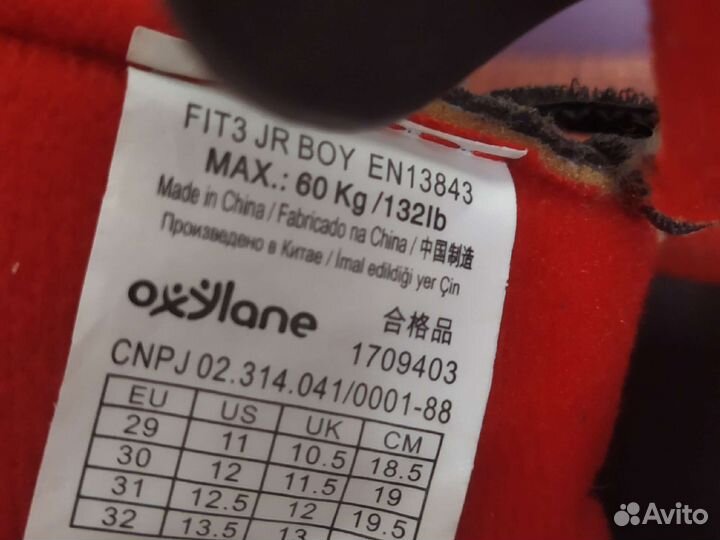 FIT3 JR BOY EN13843
MAX.: 60 Kg/132lb
Made in China / Fabricado na China / 中国制造
Произведено в Китае / İmal edildiği yer Çin
oxylane
合格品
1709403
CNPJ 02.314.041/0001-88
EU US UK CM
29 11 10.5 18.5
30 12 11.5 19
31 12.5 12 19.5
32 13.5 13
Avito